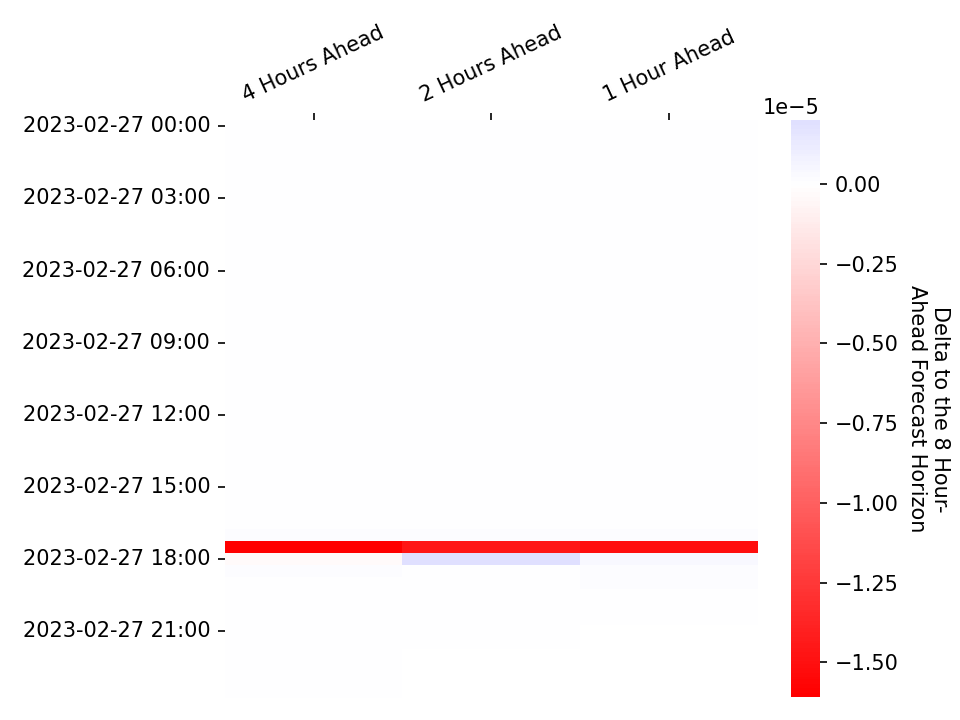 4 Hours Ahead
2 Hours Ahead
1 Hour Ahead
1e−5
2023-02-27 00:00
2023-02-27 03:00
2023-02-27 06:00
2023-02-27 09:00
2023-02-27 12:00
2023-02-27 15:00
2023-02-27 18:00
2023-02-27 21:00
0.00
−0.25
−0.50
−0.75
−1.00
−1.25
−1.50
Delta to the 8 Hour-
Ahead Forecast Horizon